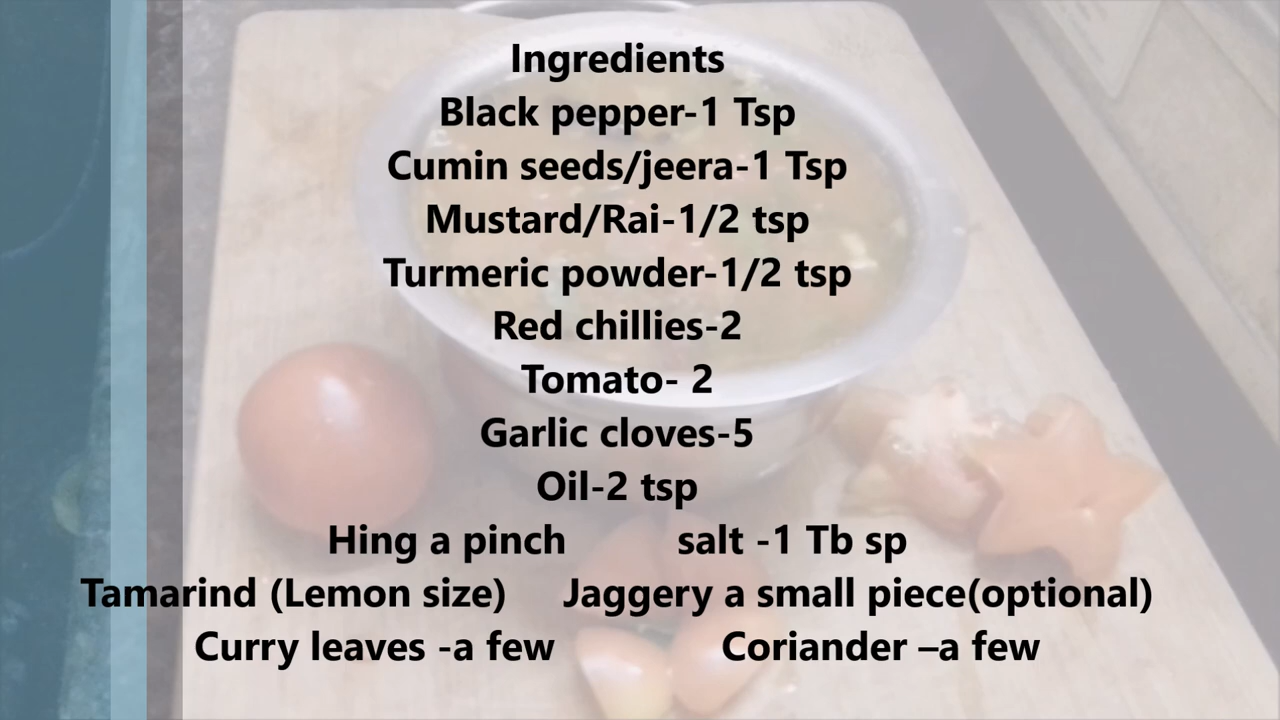 Ingredients
Black pepper-1 Tsp
Cumin seeds/jeera-1 Tsp
Mustard/Rai-1/2 tsp
Turmeric powder-1/2 tsp
Red chillies-2
Tomato- 2
Garlic cloves-5
Oil-2 tsp
Hing a pinch salt -1 Tb sp
Tamarind (Lemon size) Jaggery a small piece(optional)
Curry leaves -a few Coriander –a few